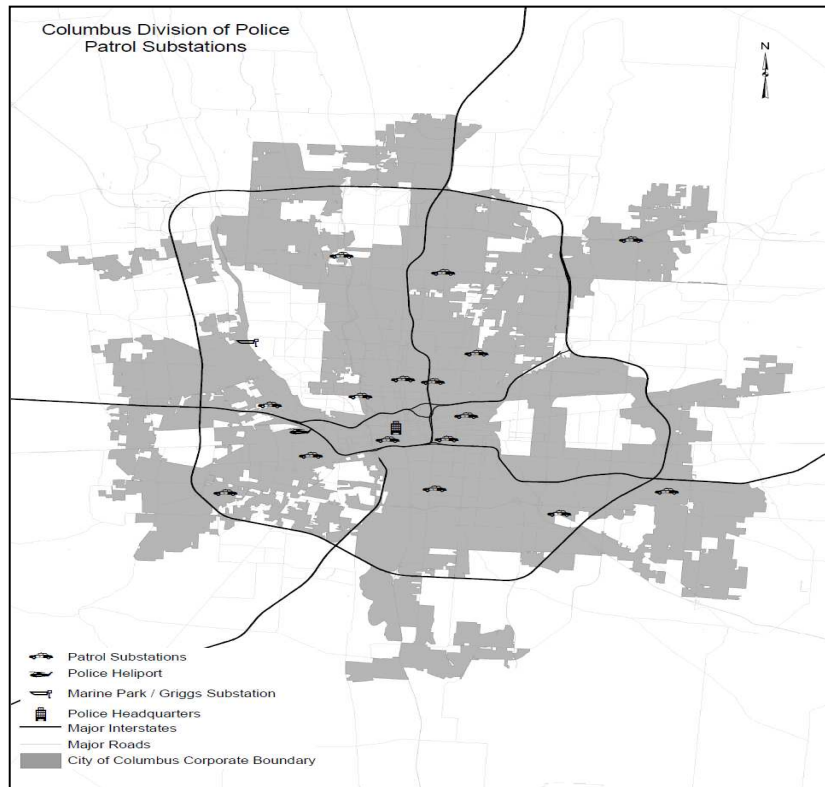 Columbus Division of Police
Patrol Substations
N
Patrol Substations
Police Heliport
Marine Park / Griggs Substation
Police Headquarters
Major Interstates
Major Roads
City of Columbus Corporate Boundary